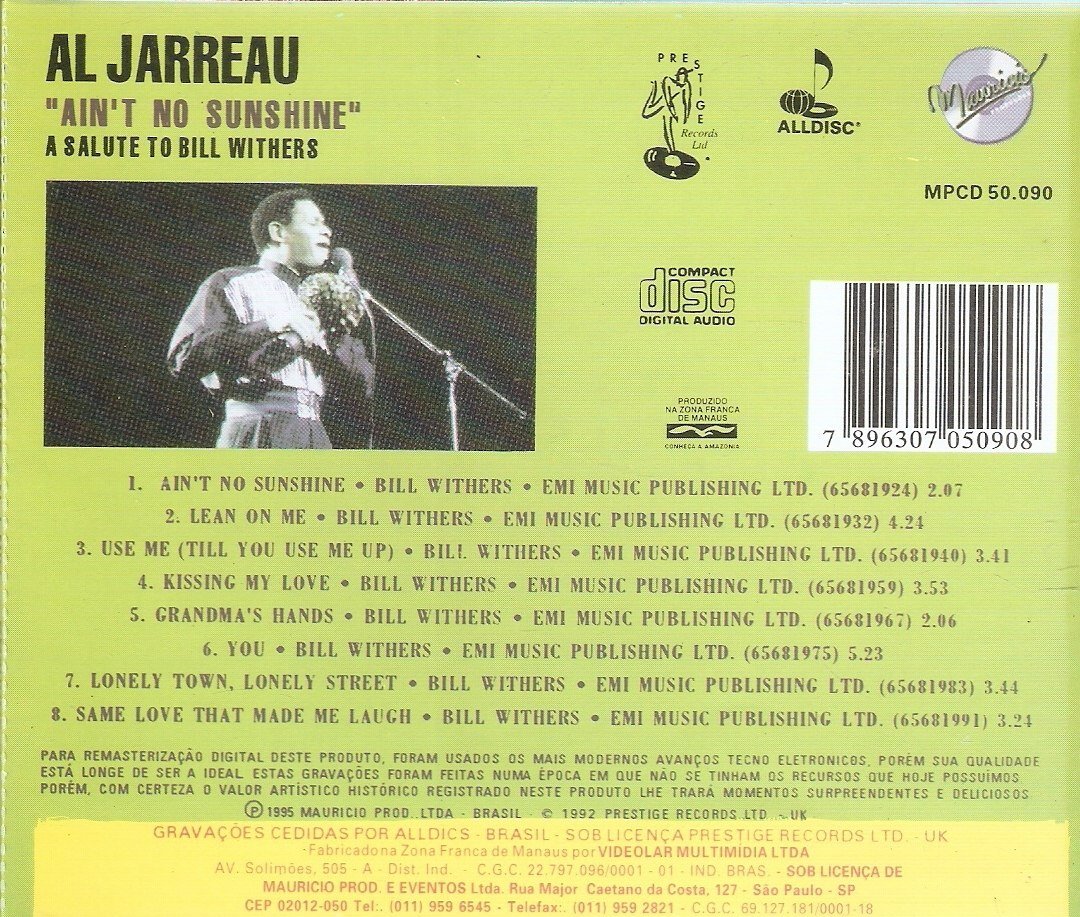 AL JARREAU
"AIN'T NO SUNSHINE"
A SALUTE TO BILL WITHERS
PRESTIGE
Records
Ltd
ALLDISC®
Mauricio
MPCD 50.090
COMPACT
disc
DIGITAL AUDIO
PRODUZIDO
NA ZONA FRANCA
DE MANAUS
CONHEÇA A AMAZONIA
7 896307 050908
1. AIN'T NO SUNSHINE • BILL WITHERS • EMI MUSIC PUBLISHING LTD. (65681924) 2.07
2. LEAN ON ME • BILL WITHERS • EMI MUSIC PUBLISHING LTD. (65681932) 4.24
3. USE ME (TILL YOU USE ME UP) • BILL WITHERS • EMI MUSIC PUBLISHING LTD. (65681940) 3.41
4. KISSING MY LOVE • BILL WITHERS • EMI MUSIC PUBLISHING LTD. (65681959) 3.53
5. GRANDMA'S HANDS • BILL WITHERS • EMI MUSIC PUBLISHING LTD. (65681967) 2.06
6. YOU • BILL WITHERS • EMI MUSIC PUBLISHING LTD. (65681975) 5.23
7. LONELY TOWN, LONELY STREET • BILL WITHERS • EMI MUSIC PUBLISHING LTD. (65681983) 3.44
8. SAME LOVE THAT MADE ME LAUGH • BILL WITHERS • EMI MUSIC PUBLISHING LTD. (65681991) 3.24
PARA REMASTERIZAÇÃO DIGITAL DESTE PRODUTO, FORAM USADOS OS MAIS MODERNOS AVANÇOS TECNO ELETRONICOS, PORÉM SUA QUALIDADE
ESTÁ LONGE DE SER A IDEAL. ESTAS GRAVAÇÕES FORAM FEITAS NUMA ÉPOCA EM QUE NÃO SE TINHAM OS RECURSOS QUE HOJE POSSUÍMOS
PORÉM, COM CERTEZA O VALOR ARTÍSTICO HISTÓRICO REGISTRADO NESTE PRODUTO LHE TRARÁ MOMENTOS SURPREENDENTES E DELICIOSOS
℗ 1995 MAURICIO PROD. LTDA - BRASIL - © 1992 PRESTIGE RECORDS LTD. - UK
GRAVAÇÕES CEDIDAS POR ALLDICS - BRASIL - SOB LICENÇA PRESTIGE RECORDS LTD. - UK
Fabricado na Zona Franca de Manaus por VIDEOLAR MULTIMÍDIA LTDA
AV. Solimões, 505 - A - Dist. Ind. - C.G.C. 22.797.096/0001 - 01 - IND. BRAS. - SOB LICENÇA DE
MAURICIO PROD. E EVENTOS Ltda. Rua Major Caetano da Costa, 127 - São Paulo - SP
CEP 02012-050 Tel:. (011) 959 6545 - Telefax:. (011) 959 2821 - C.G.C. 69.127.181/0001-18